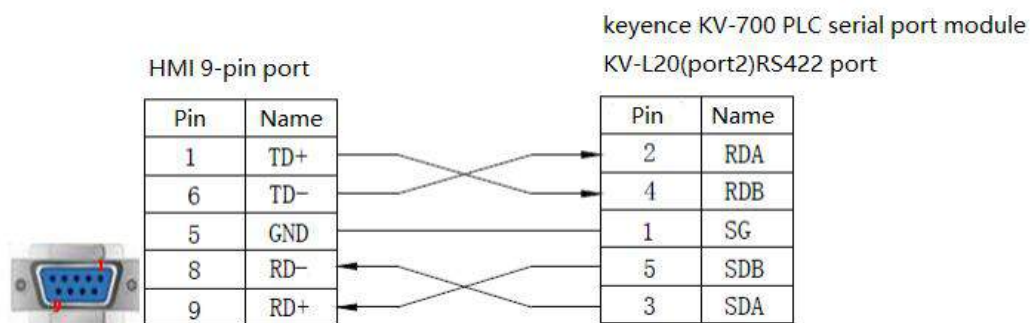 keyence KV-700 PLC serial port module
HMI 9-pin port KV-L20(port2)RS422 port
Pin Name Pin Name
1 TD+ 2 RDA
6 TD- 4 RDB
5 GND 1 SG
8 RD- 5 SDB
9 RD+ 3 SDA
1
9